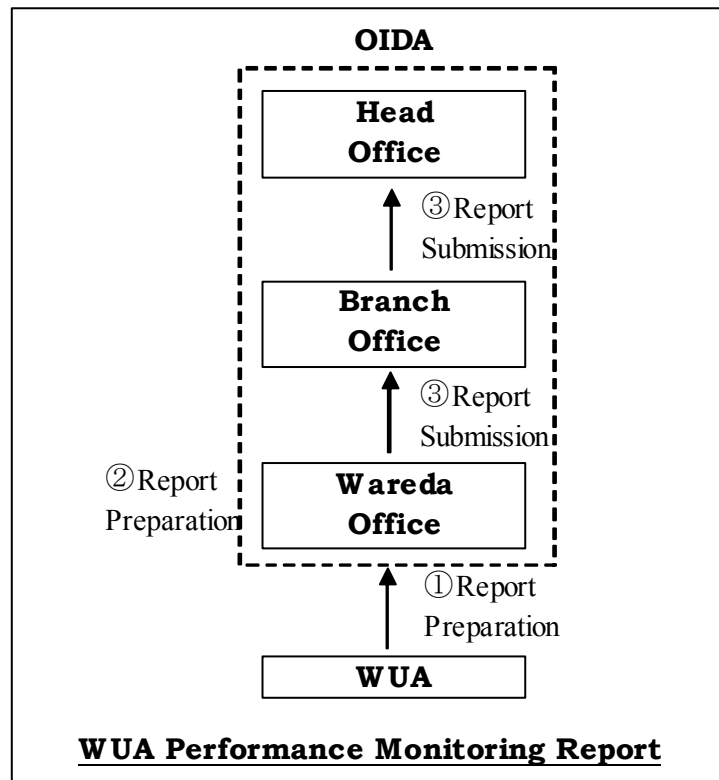 OIDA
Head
Office
③Report
Submission
Branch
Office
③Report
Submission
②Report
Preparation
Wareda
Office
①Report
Preparation
WUA
WUA Performance Monitoring Report